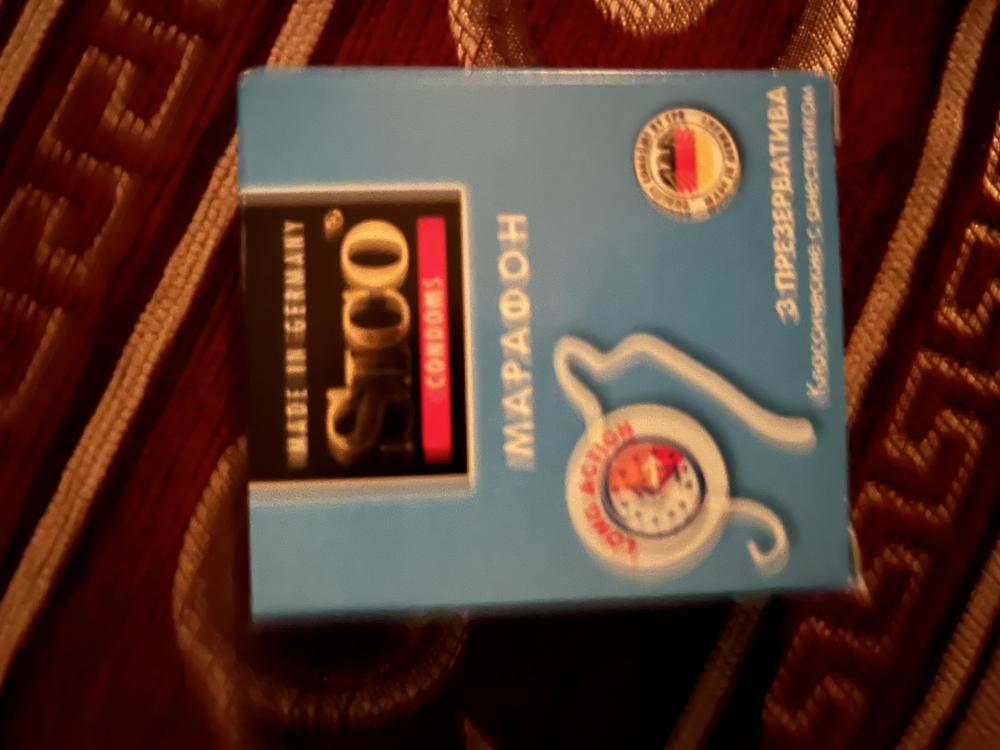 MADE IN GERMANY
SICO®
CONDOMS
МАРАФОН
LONG ACTION
3 ПРЕЗЕРВАТИВА
Классические с анестетиком